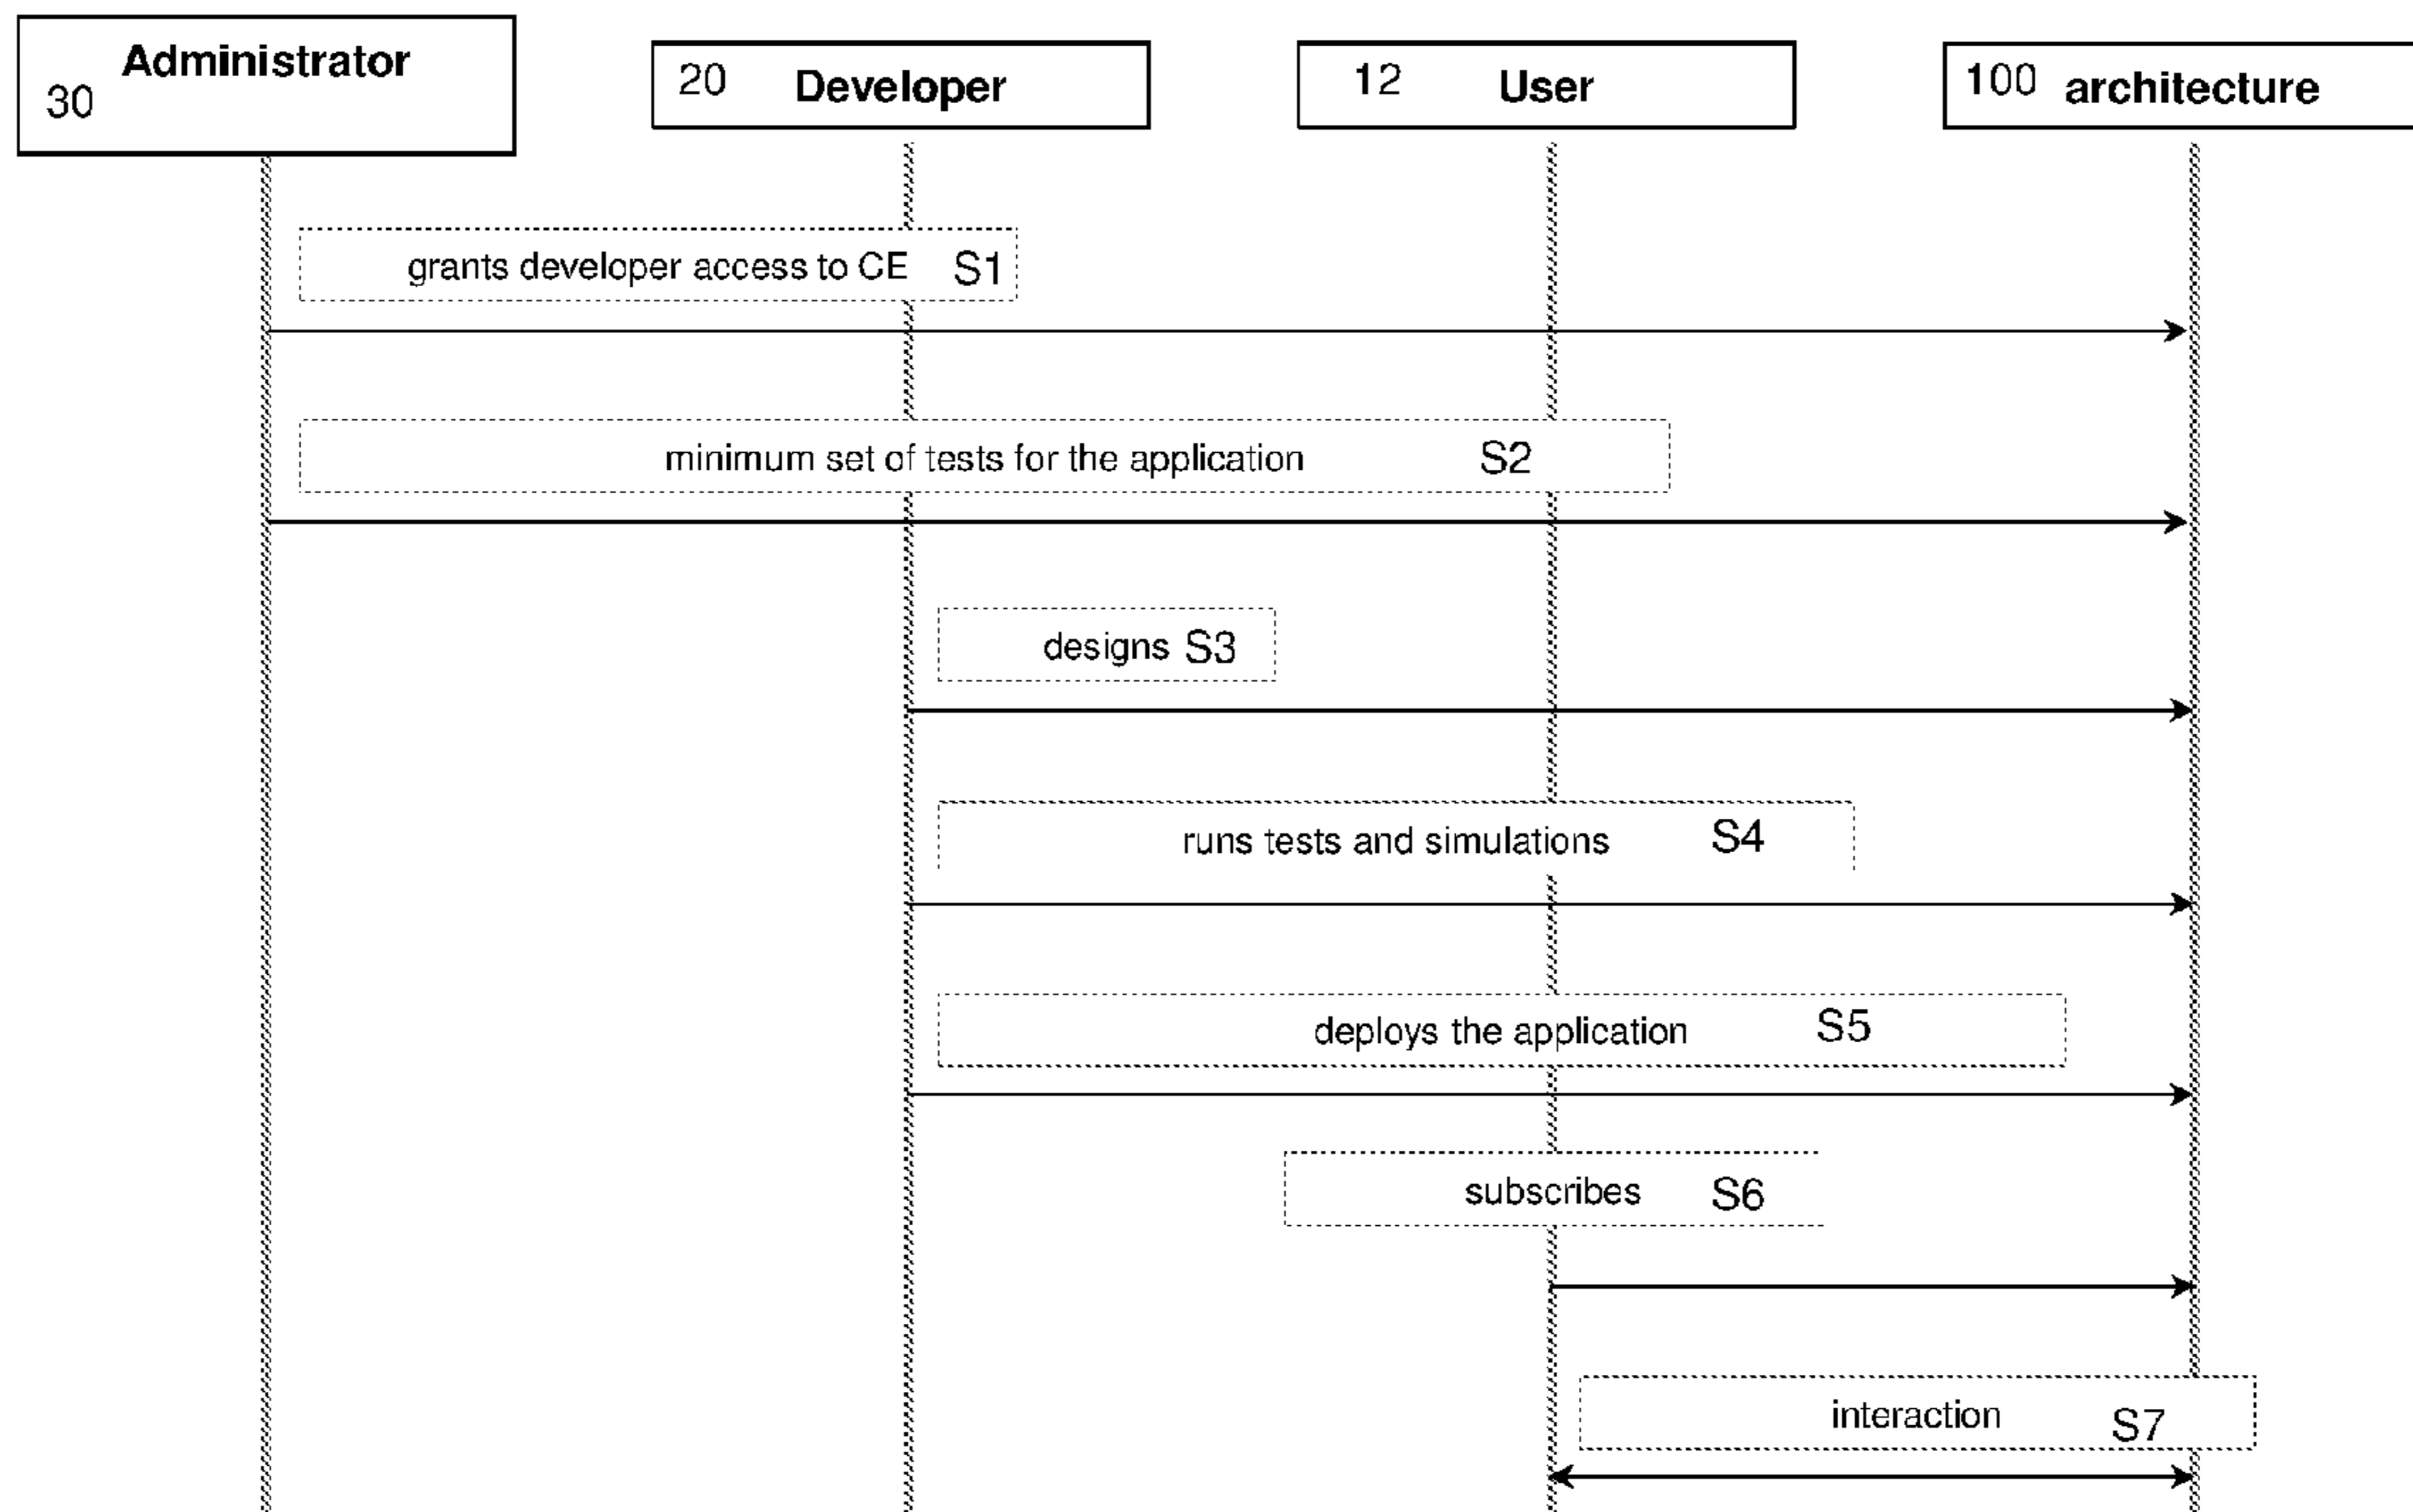 Administrator
30
20 Developer
12 User
100 architecture
grants developer access to CE S1
minimum set of tests for the application S2
designs S3
runs tests and simulations S4
deploys the application S5
subscribes S6
interaction S7